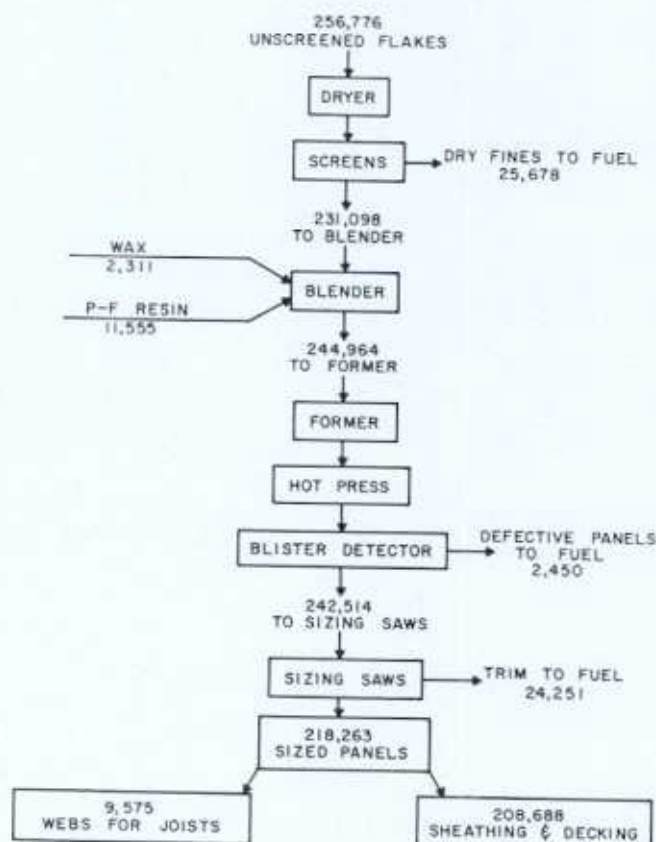 256,776
UNSCREENED FLAKES
DRYER
SCREENS
DRY FINES TO FUEL
25,678
231,098
TO BLENDER
WAX
2,311
BLENDER
P-F RESIN
11,555
244,964
TO FORMER
FORMER
HOT PRESS
BLISTER DETECTOR
DEFECTIVE PANELS
TO FUEL
2,450
242,514
TO SIZING SAWS
SIZING SAWS
TRIM TO FUEL
24,251
218,263
SIZED PANELS
9,575
WEBS FOR JOISTS
208,688
SHEATHING & DECKING